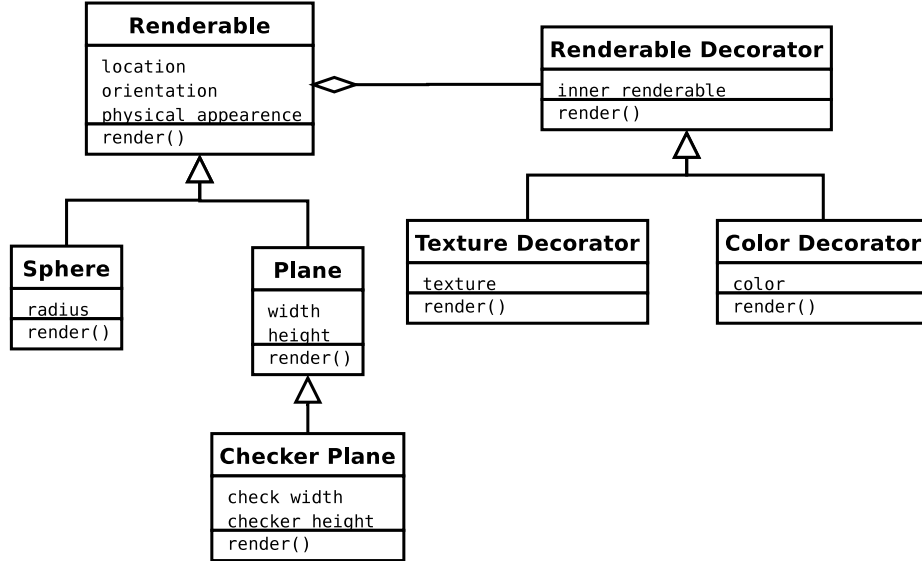 Renderable
location
orientation
physical appearence
render()
Renderable Decorator
inner renderable
render()
Sphere
radius
render()
Plane
width
height
render()
Texture Decorator
texture
render()
Color Decorator
color
render()
Checker Plane
check width
checker height
render()